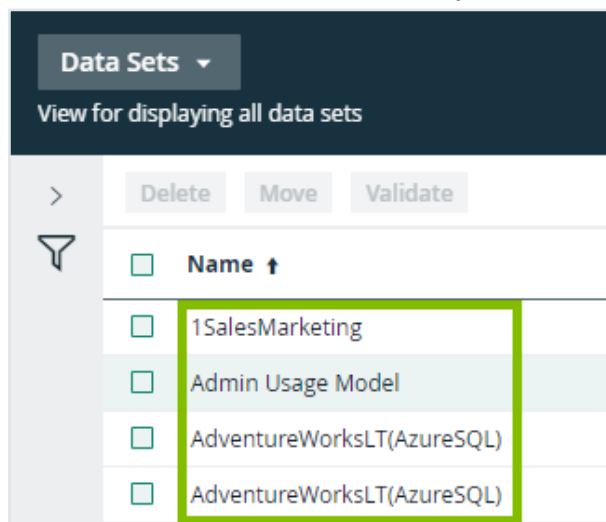 Data Sets
View for displaying all data sets
Delete Move Validate
Name
1SalesMarketing
Admin Usage Model
AdventureWorksLT(AzureSQL)
AdventureWorksLT(AzureSQL)